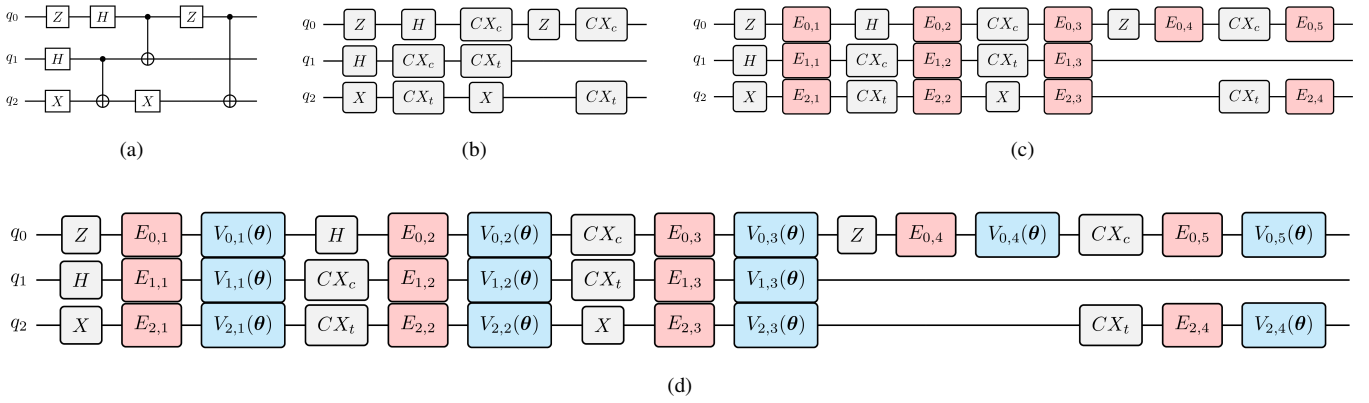 q₀ Z H Z
q₁ H
q₂ X X
(a)
q₀ Z H CXc Z CXc
q₁ H CXc CXt
q₂ X CXt X CXt
(b)
q₀ Z E₀,₁ H E₀,₂ CXc E₀,₃ Z E₀,₄ CXc E₀,₅
q₁ H E₁,₁ CXc E₁,₂ CXt E₁,₃
q₂ X E₂,₁ CXt E₂,₂ X E₂,₃ CXt E₂,₄
(c)
q₀ Z E₀,₁ V₀,₁(θ) H E₀,₂ V₀,₂(θ) CXc E₀,₃ V₀,₃(θ) Z E₀,₄ V₀,₄(θ) CXc E₀,₅ V₀,₅(θ)
q₁ H E₁,₁ V₁,₁(θ) CXc E₁,₂ V₁,₂(θ) CXt E₁,₃ V₁,₃(θ)
q₂ X E₂,₁ V₂,₁(θ) CXt E₂,₂ V₂,₂(θ) X E₂,₃ V₂,₃(θ) CXt E₂,₄ V₂,₄(θ)
(d)